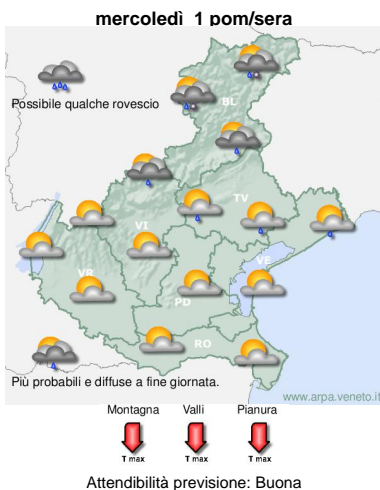 mercoledì 1 pom/sera
Possibile qualche rovescio
BL
TV
VI
VE
VR
PD
RO
Più probabili e diffuse a fine giornata.
www.arpa.veneto.it
Montagna Valli Pianura
T max T max T max
Attendibilità previsione: Buona